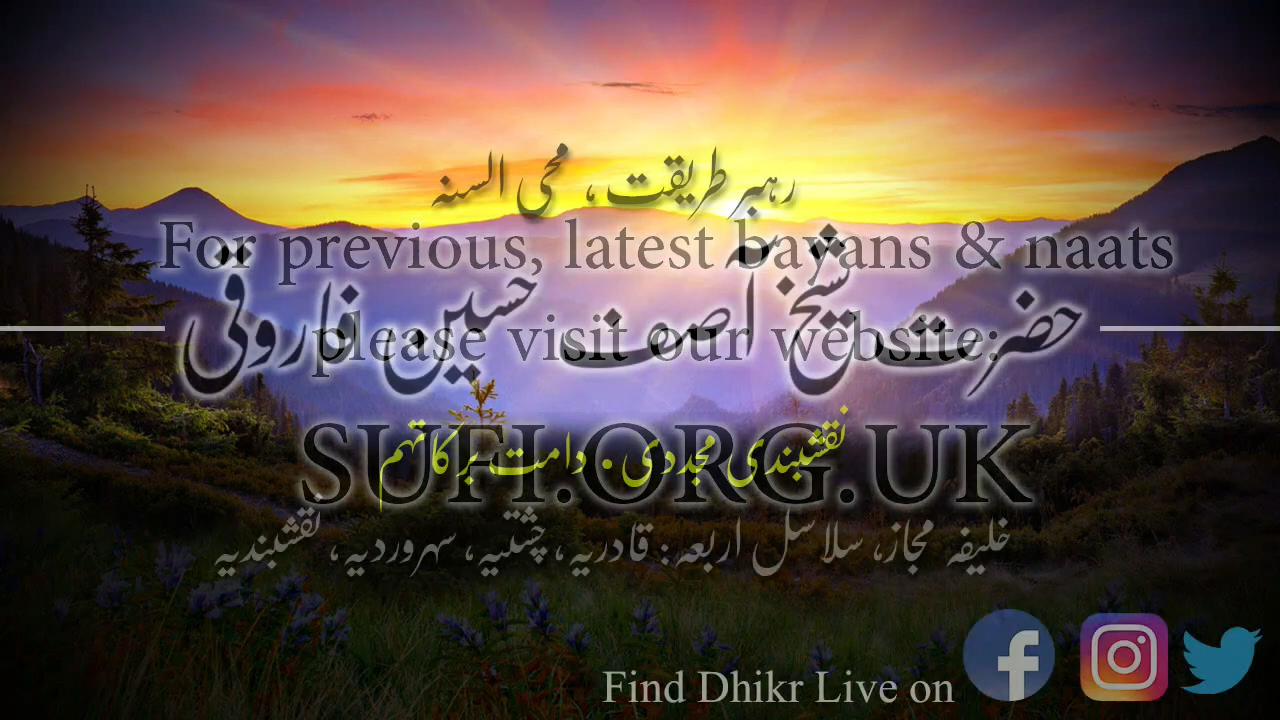 رہبر طریقت، محی السنہ
For previous, latest bayans & naats
حضرت شیخ آصف حسین فاروقی
please visit our website:
نقشبندی مجددی . دامت برکاتہم
SUFI.ORG.UK
خلیفہ مجاز، سلاسل اربعہ: قادریہ، چشتیہ، سہروردیہ، نقشبندیہ
Find Dhikr Live on